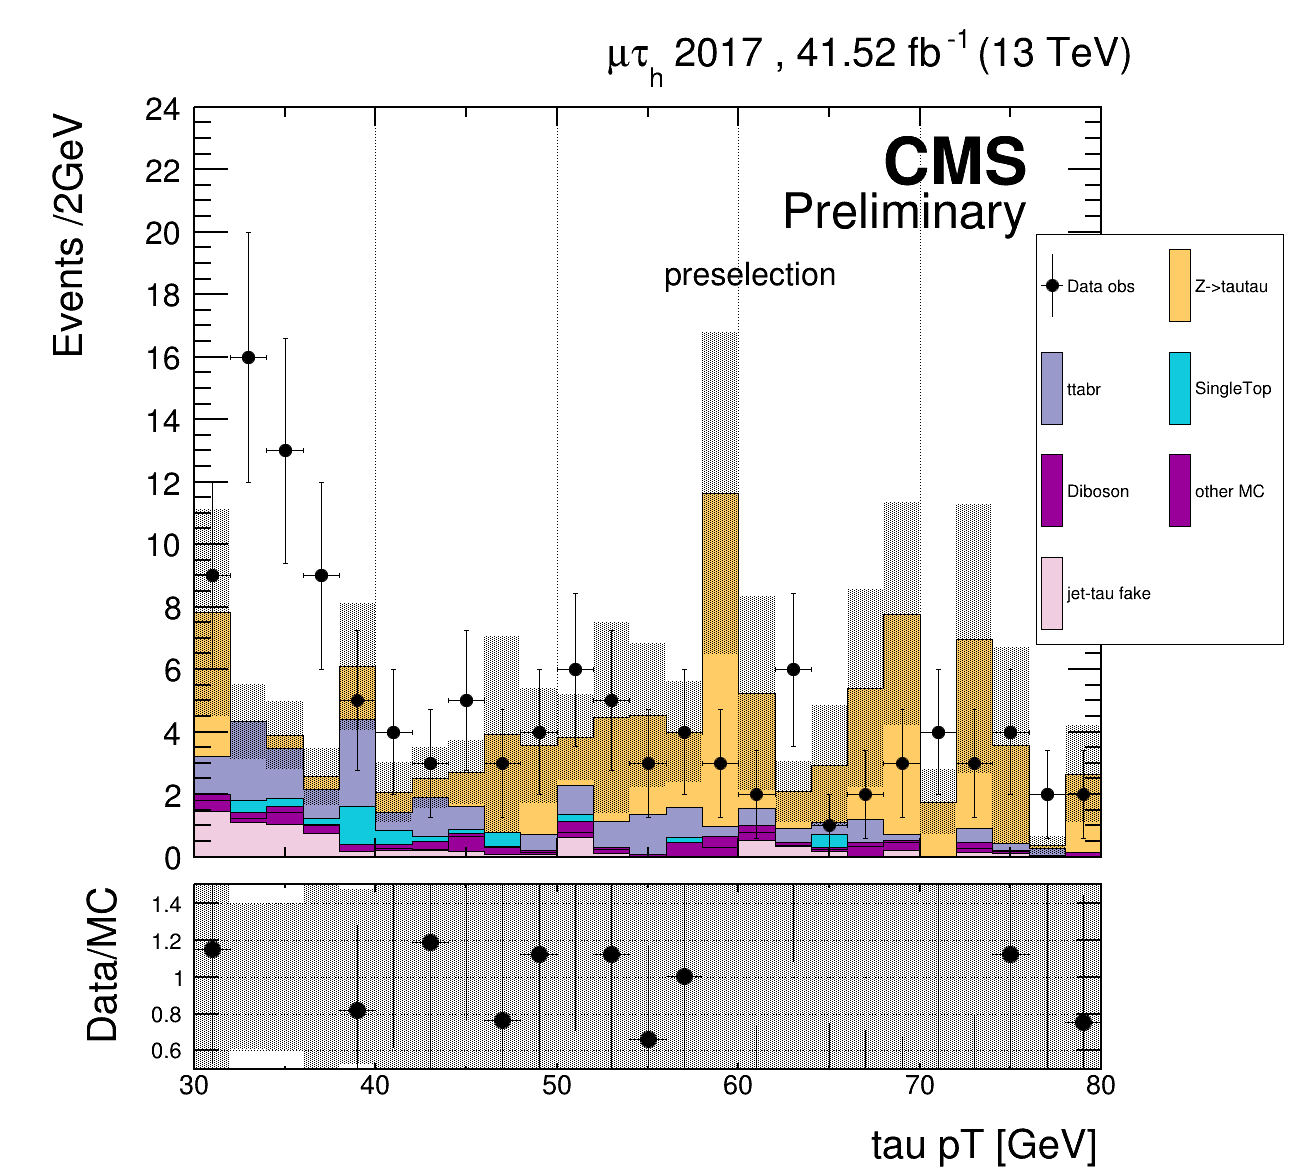 μτh 2017 , 41.52 fb-1 (13 TeV)
Events /2GeV
24
22
20
18
16
14
12
10
8
6
4
2
0
CMS
Preliminary
preselection
Data obs
Z->tautau
ttabr
SingleTop
Diboson
other MC
jet-tau fake
Data/MC
1.4
1.2
1
0.8
0.6
30 40 50 60 70 80
tau pT [GeV]